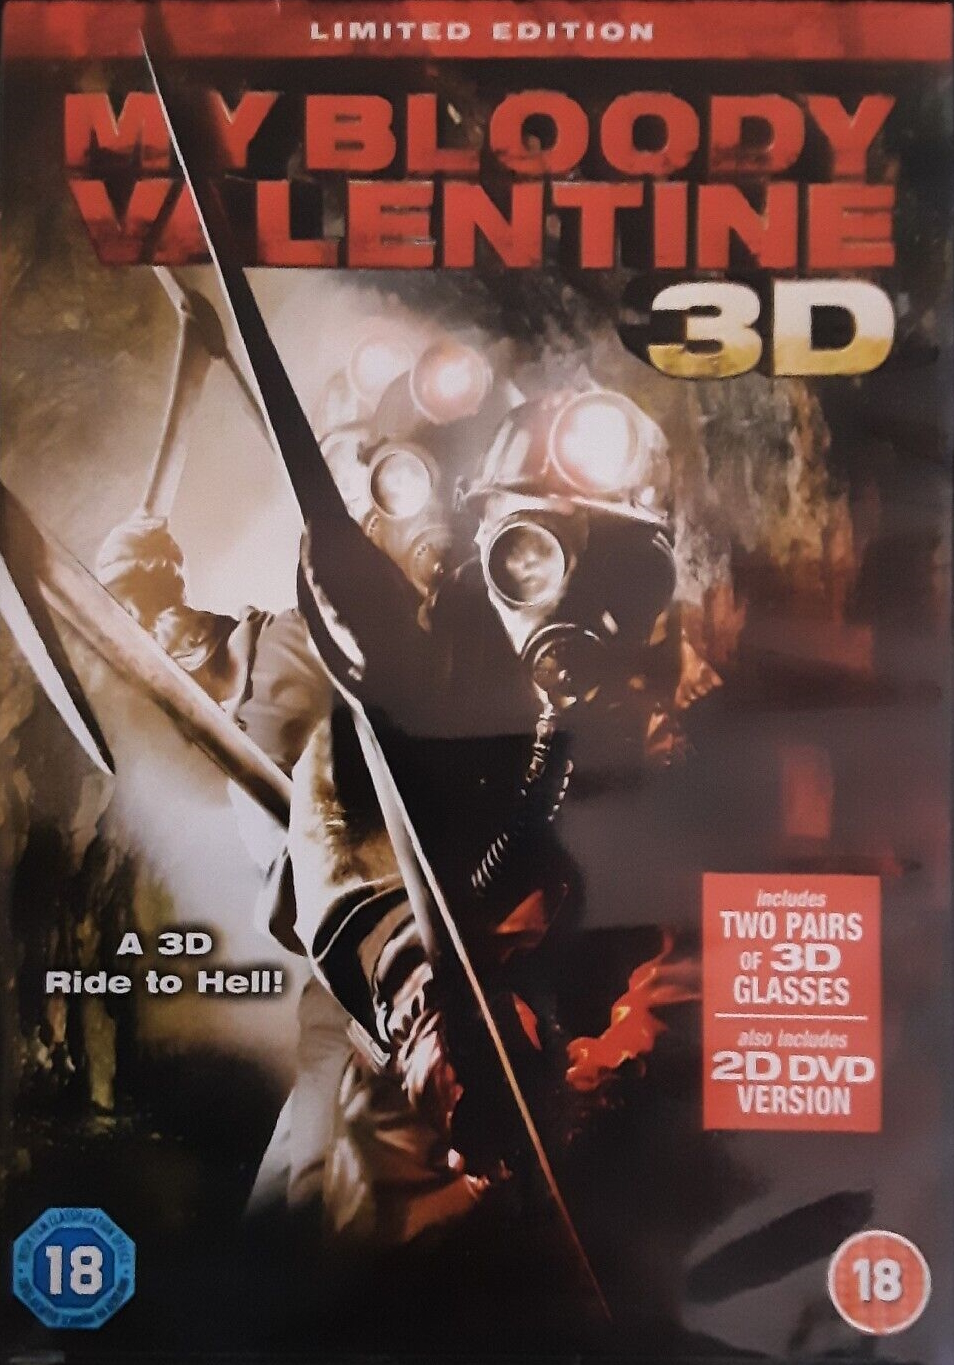 LIMITED EDITION
MY BLOODY
VALENTINE
3D
A 3D
Ride to Hell!
includes
TWO PAIRS
OF 3D
GLASSES
also includes
2D DVD
VERSION
18
18